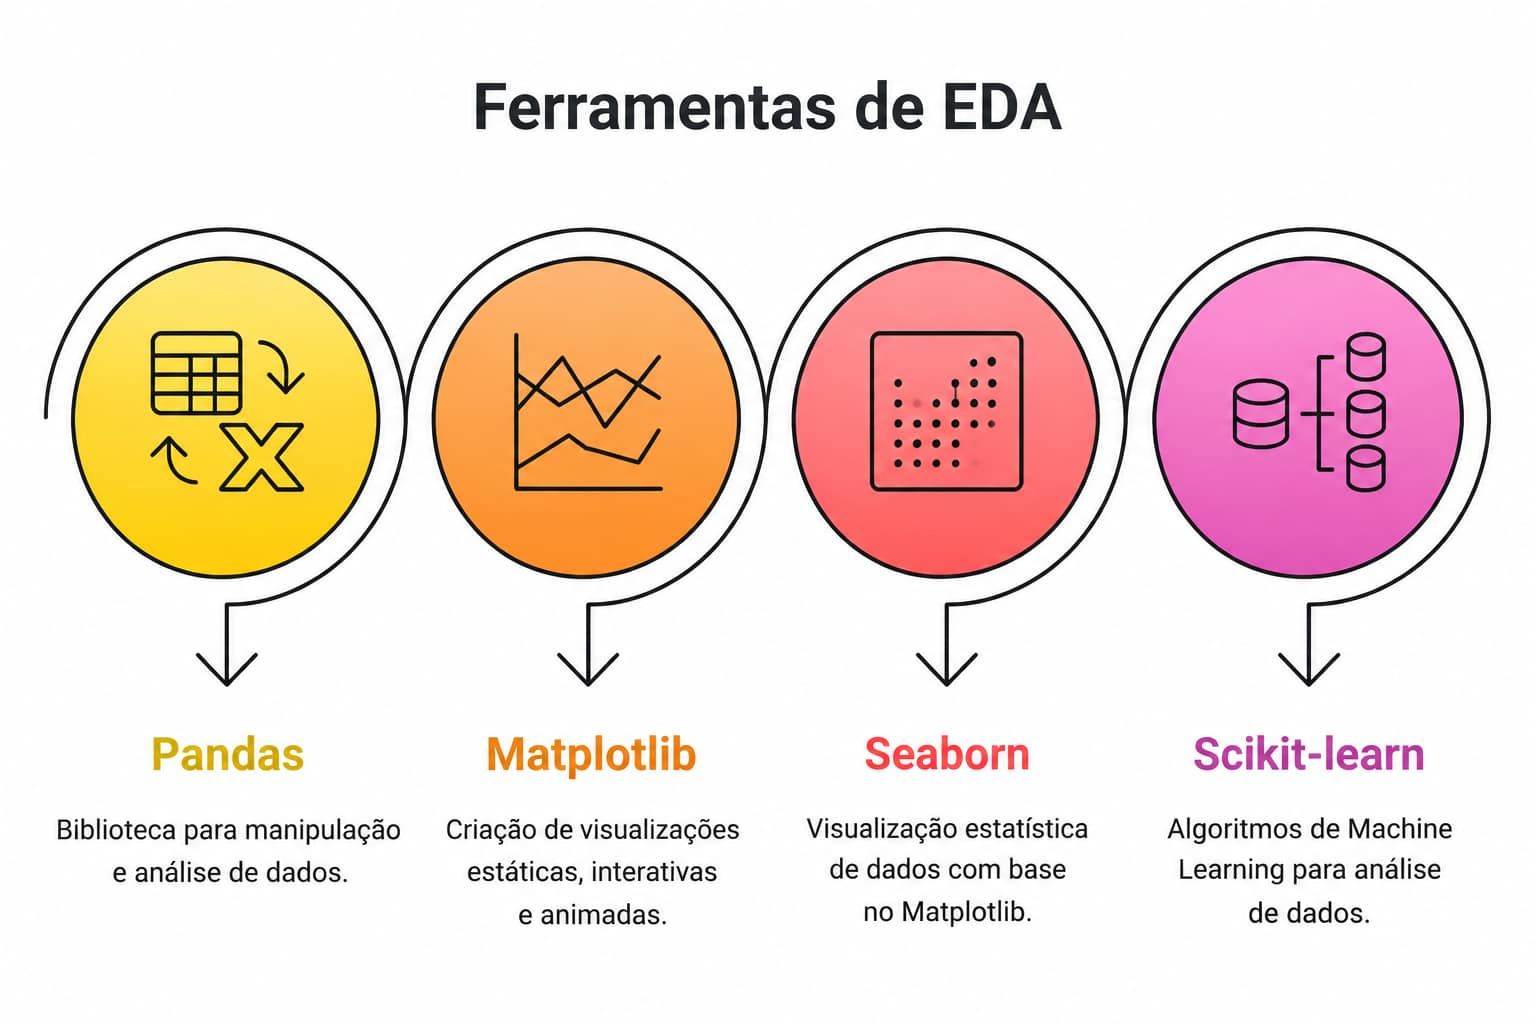 Ferramentas de EDA
Pandas
Biblioteca para manipulação
e análise de dados.
Matplotlib
Criação de visualizações
estáticas, interativas
e animadas.
Seaborn
Visualização estatística
de dados com base
no Matplotlib.
Scikit-learn
Algoritmos de Machine
Learning para análise
de dados.